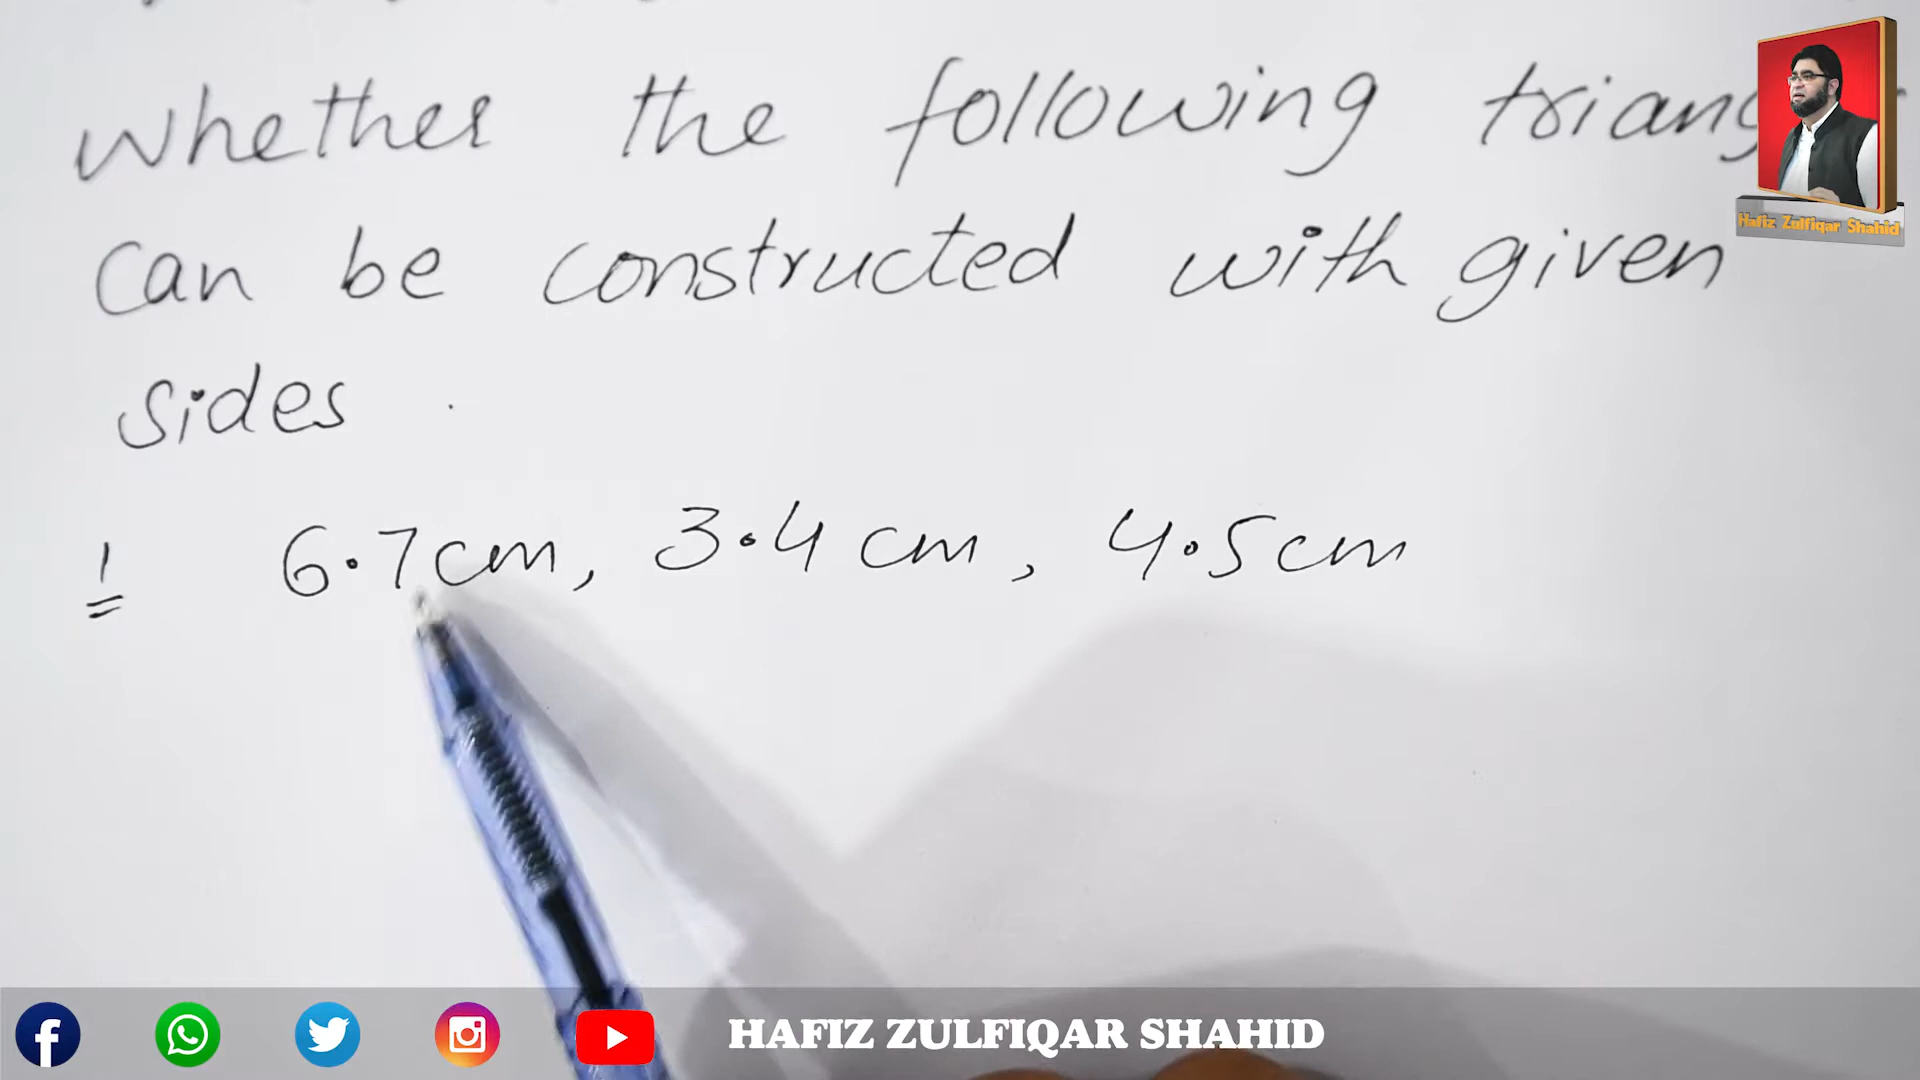 whether the following triang
Hafiz Zulfiqar Shahid
can be constructed with given
sides .
1 6.7cm, 3.4 cm, 4.5cm
HAFIZ ZULFIQAR SHAHID